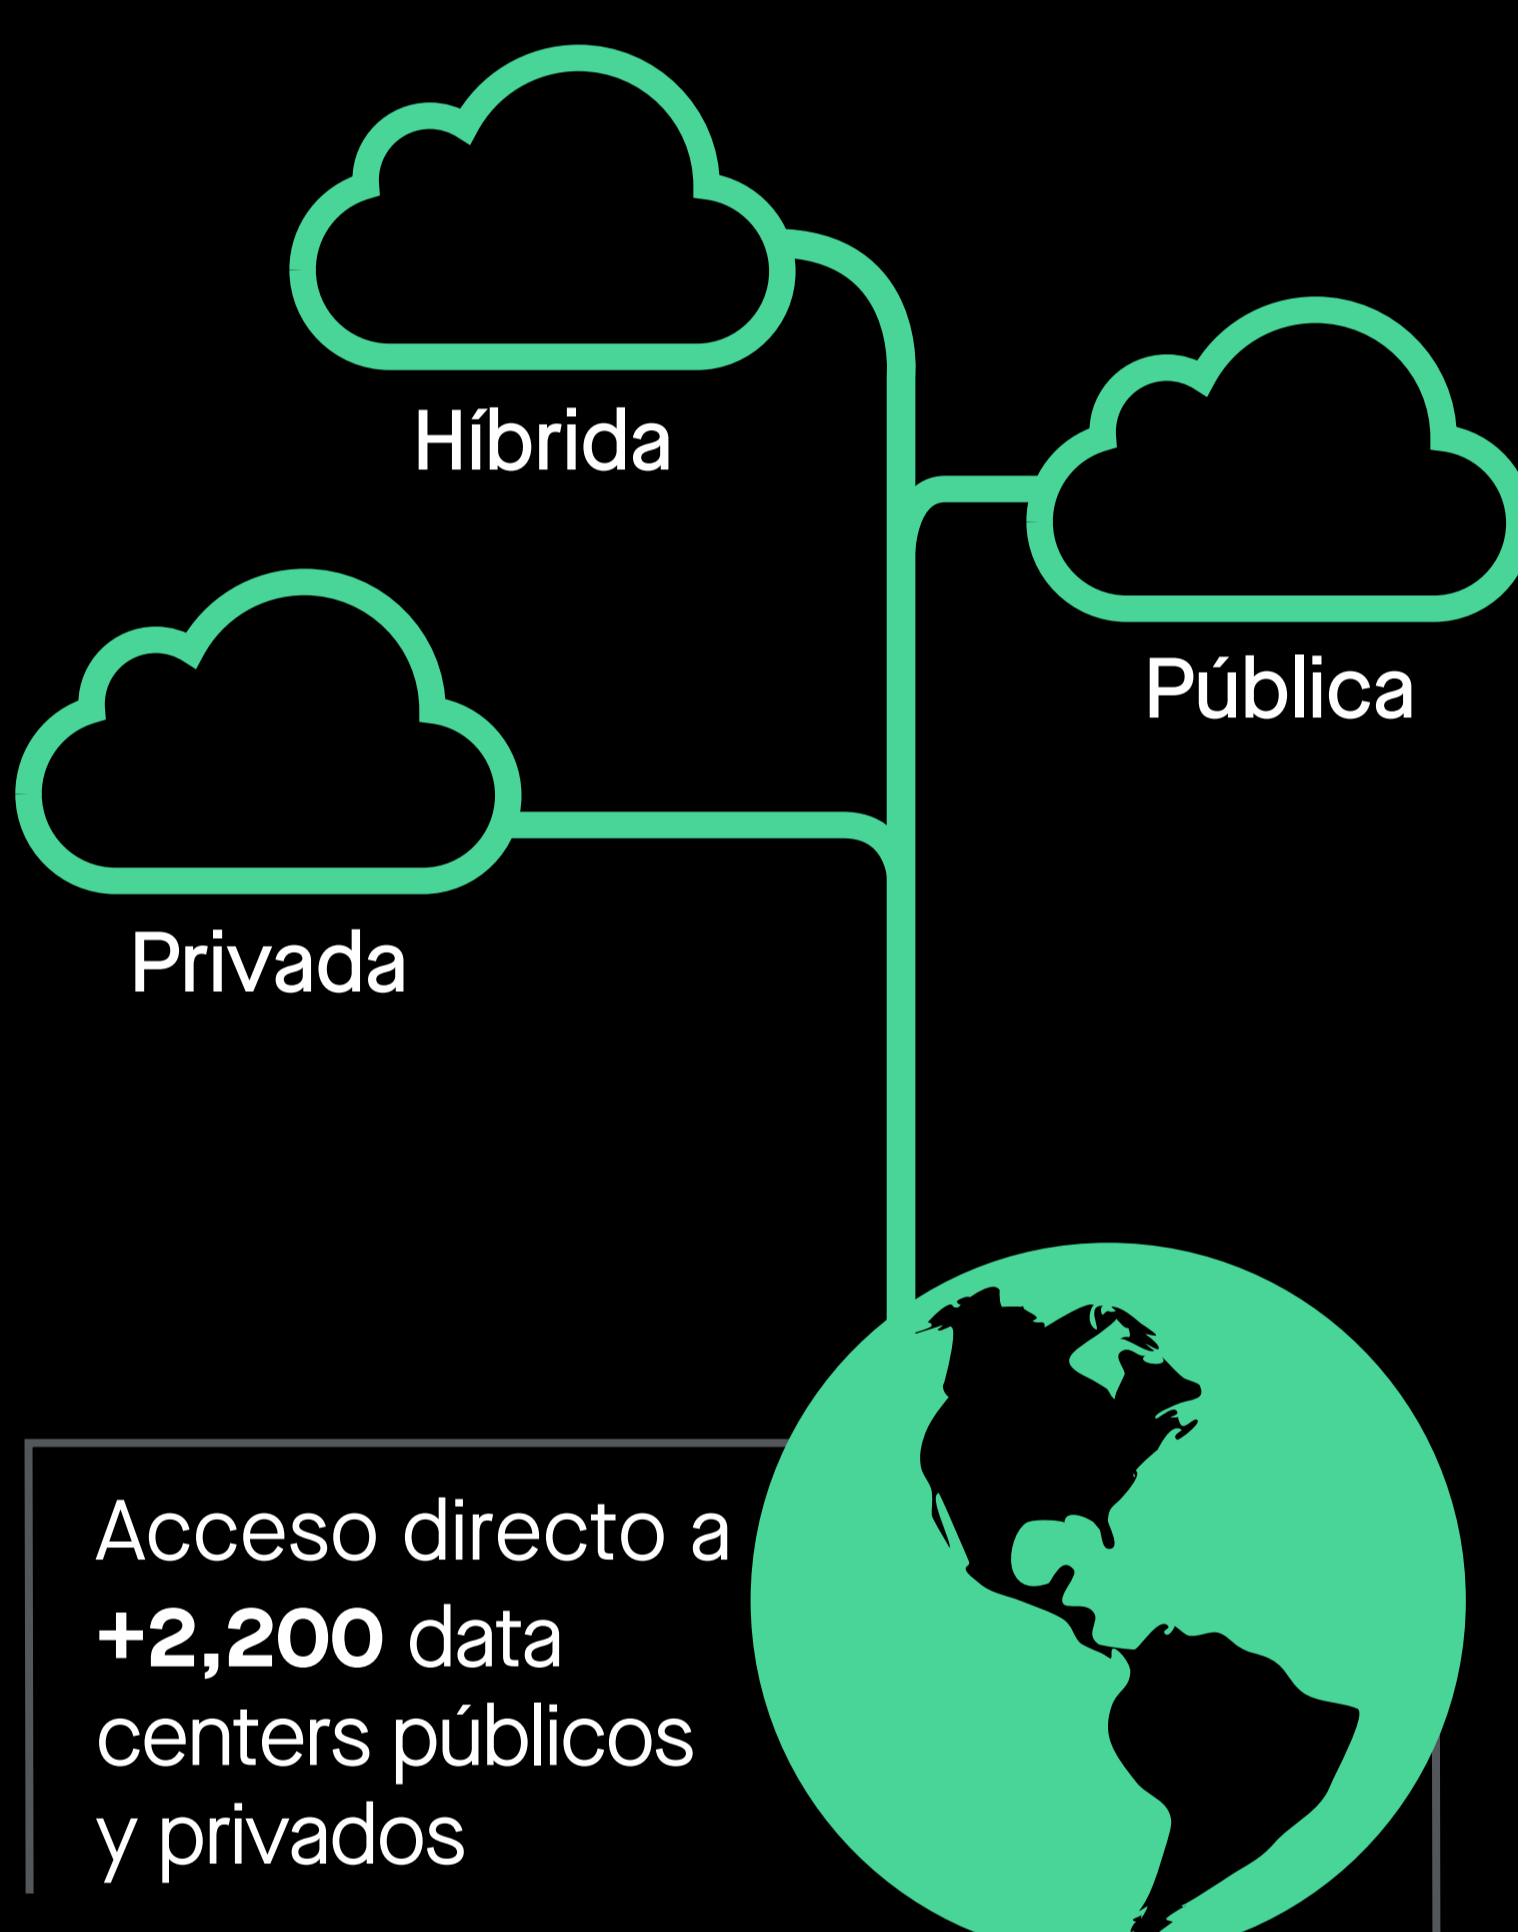 Híbrida
Pública
Privada
Acceso directo a
+2,200 data
centers públicos
y privados